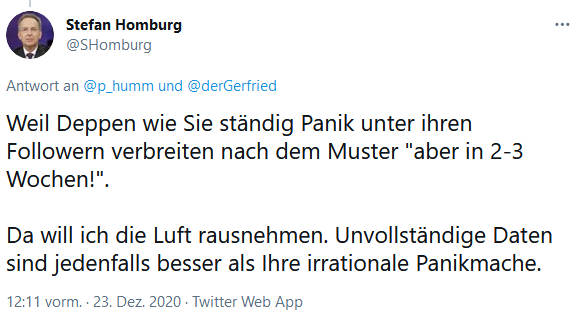 Stefan Homburg
@SHomburg
Antwort an @p_humm und @derGerfried
Weil Deppen wie Sie ständig Panik unter ihren
Followern verbreiten nach dem Muster "aber in 2-3
Wochen!".
Da will ich die Luft rausnehmen. Unvollständige Daten
sind jedenfalls besser als Ihre irrationale Panikmache.
12:11 vorm. · 23. Dez. 2020 · Twitter Web App